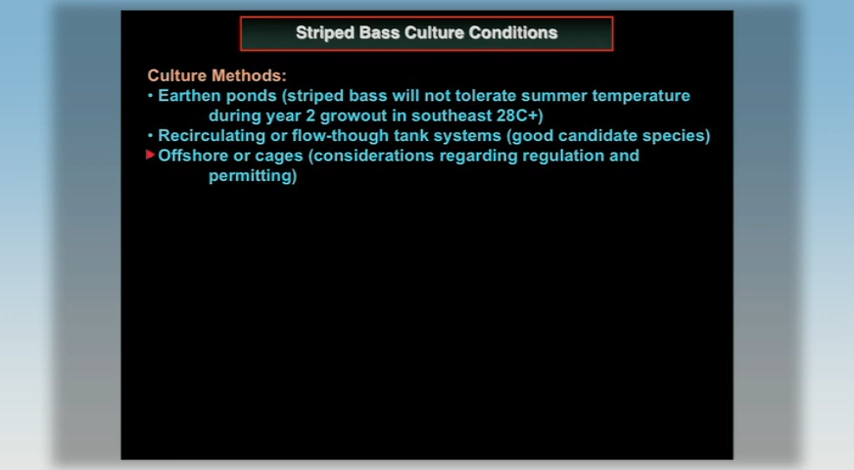 Striped Bass Culture Conditions
Culture Methods:
• Earthen ponds (striped bass will not tolerate summer temperature
during year 2 growout in southeast 28C+)
• Recirculating or flow-though tank systems (good candidate species)
Offshore or cages (considerations regarding regulation and
permitting)